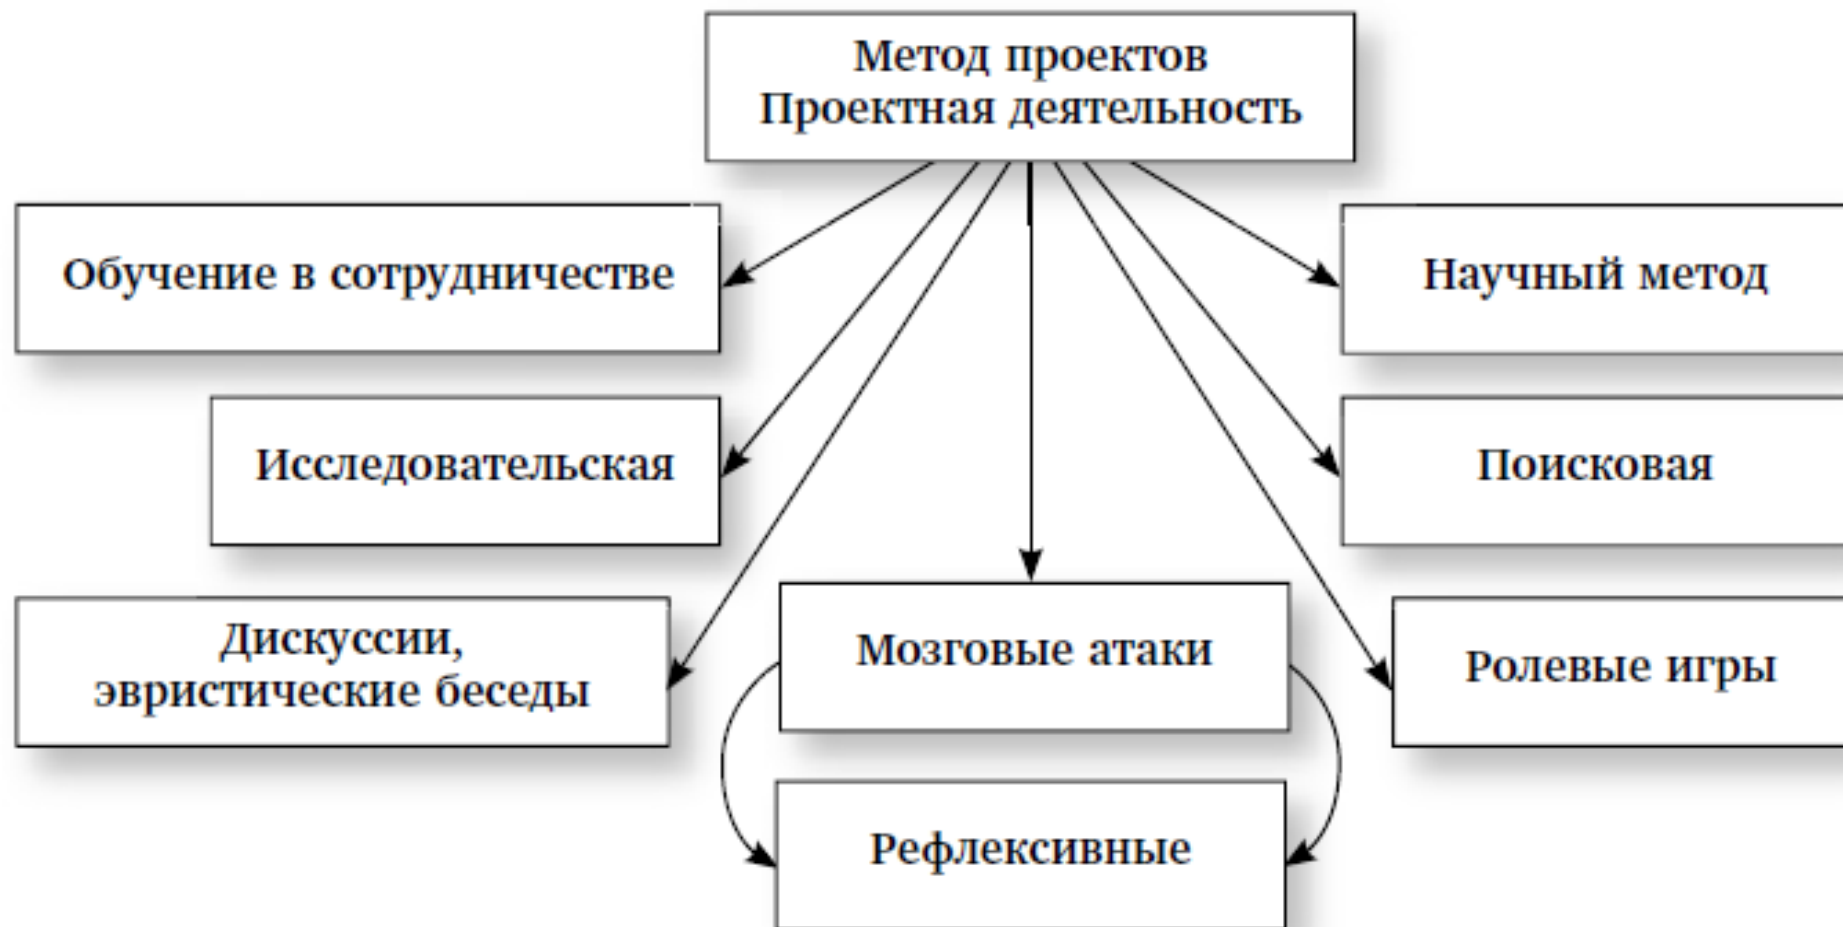 Метод проектов
Проектная деятельность
Обучение в сотрудничестве
Научный метод
Исследовательская
Поисковая
Дискуссии,
эвристические беседы
Мозговые атаки
Ролевые игры
Рефлексивные